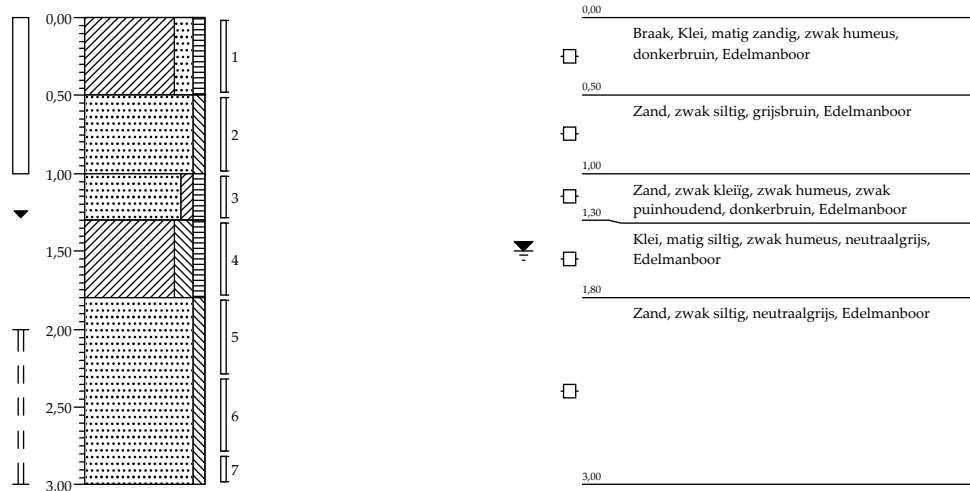 0,00
1
0,50
2
1,00
3
1,50
4
2,00
5
2,50
6
7
3,00
0,00
Braak, Klei, matig zandig, zwak humeus,
donkerbruin, Edelmanboor
0,50
Zand, zwak siltig, grijsbruin, Edelmanboor
1,00
Zand, zwak kleiïg, zwak humeus, zwak
puinhoudend, donkerbruin, Edelmanboor
1,30
Klei, matig siltig, zwak humeus, neutraalgrijs,
Edelmanboor
1,80
Zand, zwak siltig, neutraalgrijs, Edelmanboor
3,00